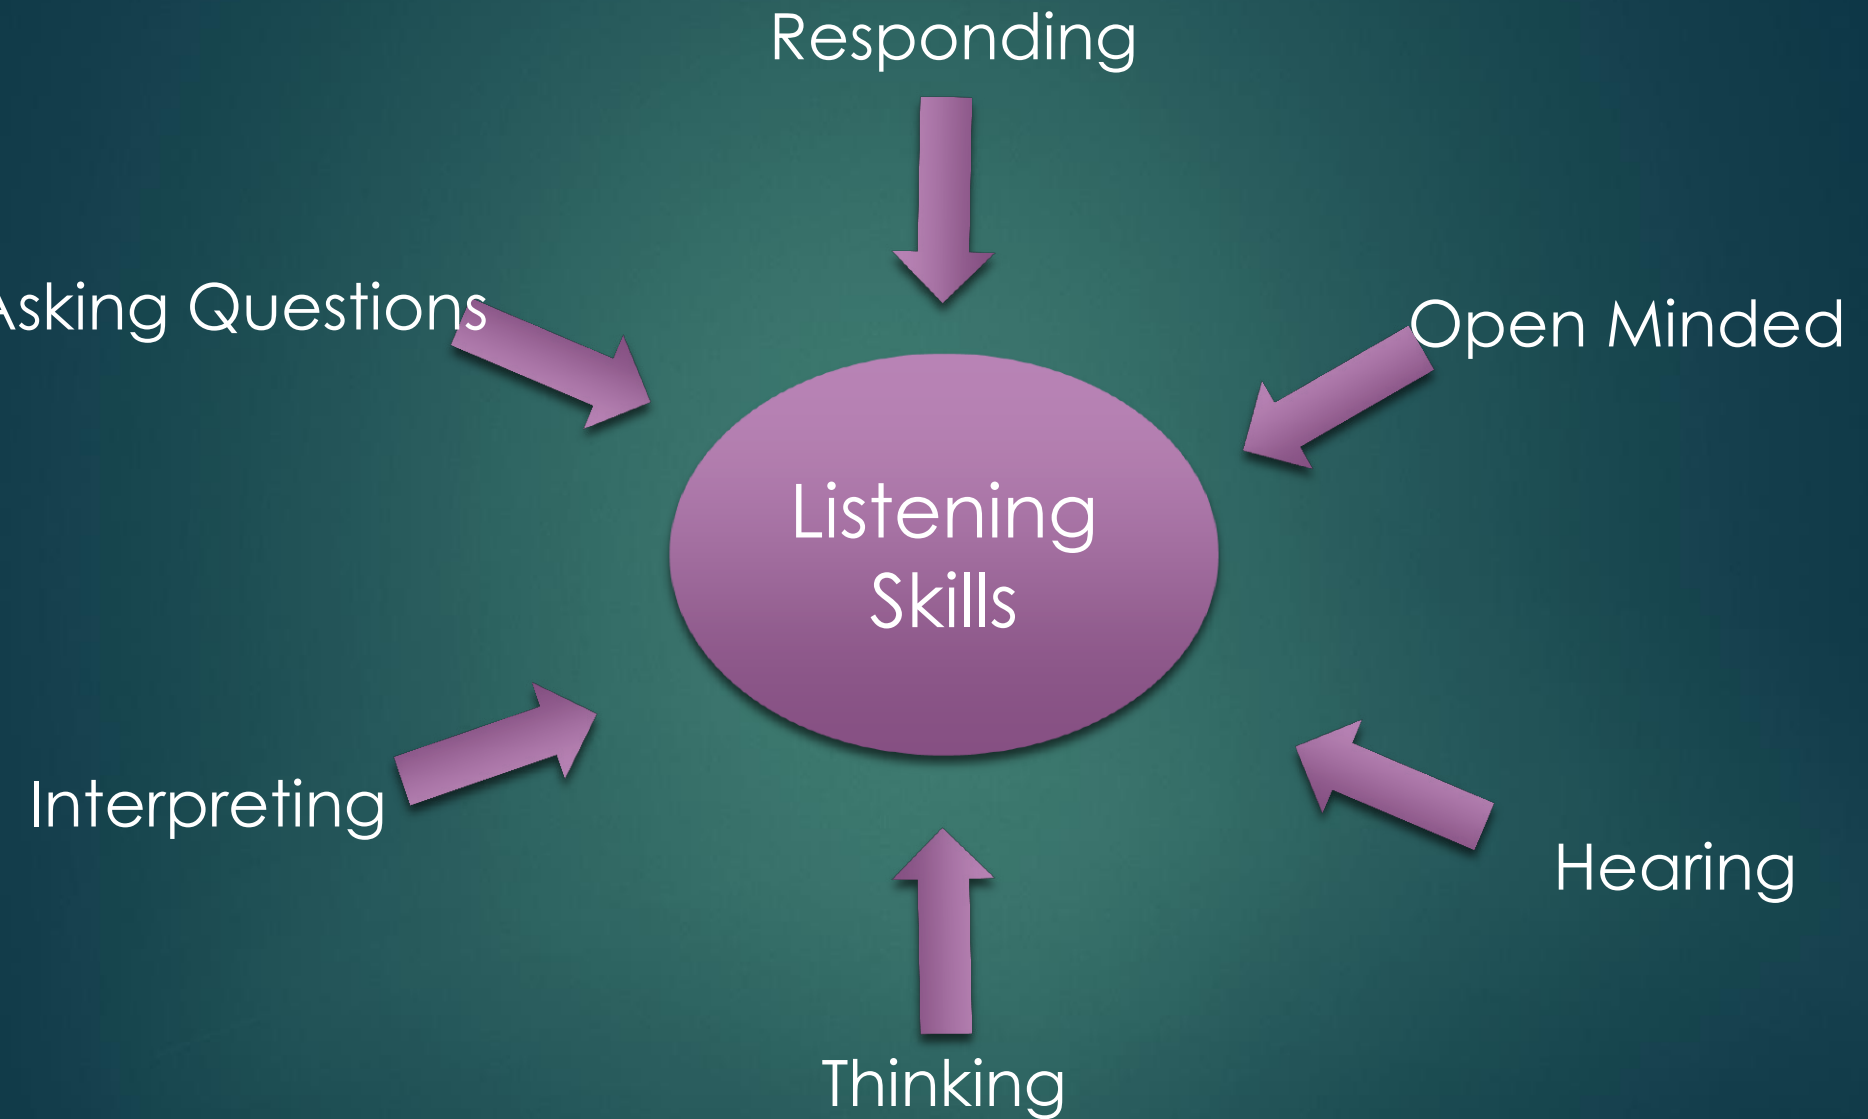 Responding
Asking Questions
Open Minded
Listening
Skills
Interpreting
Hearing
Thinking